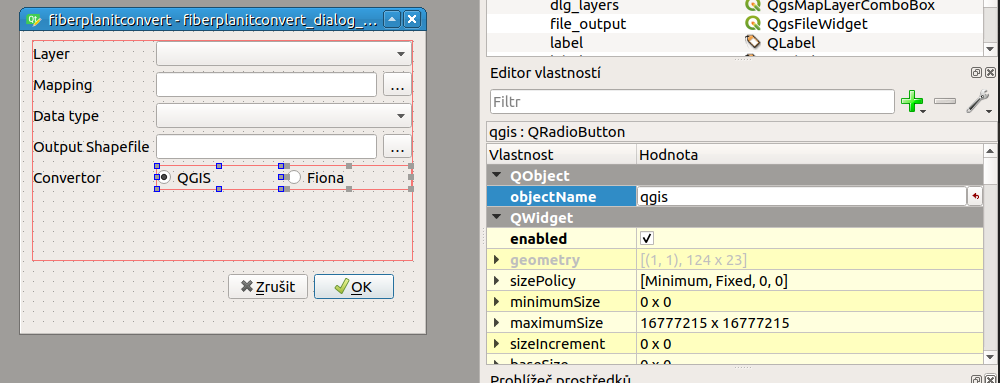 fiberplanitconvert - fiberplanitconvert_dialog_...
Layer
Mapping
...
Data type
Output Shapefile
...
Convertor
QGIS
Fiona
Zrušit
OK
dlg_layers QgsMapLayerComboBox
file_output QgsFileWidget
label QLabel
Editor vlastností
Filtr
qgis : QRadioButton
Vlastnost Hodnota
QObject
objectName qgis
QWidget
enabled
geometry [(1, 1), 124 x 23]
sizePolicy [Minimum, Fixed, 0, 0]
minimumSize 0 x 0
maximumSize 16777215 x 16777215
sizeIncrement 0 x 0
baseSize 0 x 0
Prohlížeč prostředků